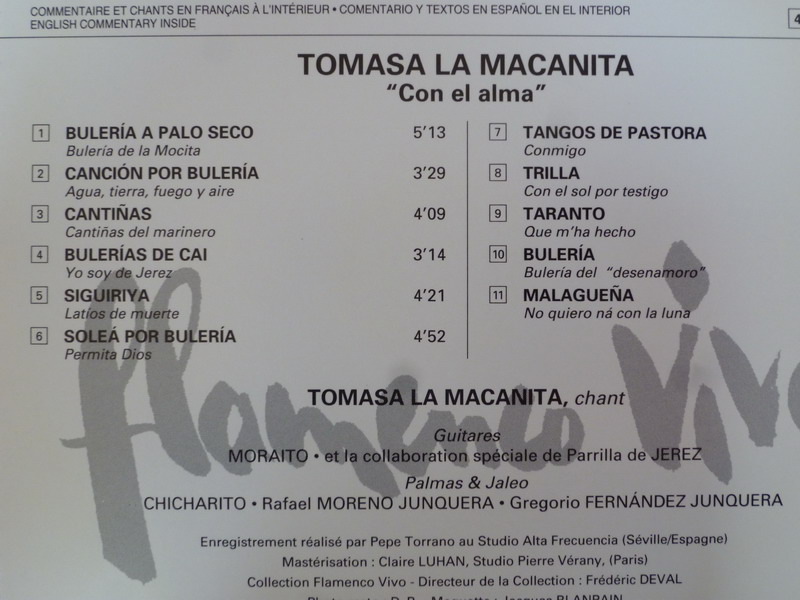 COMMENTAIRE ET CHANTS EN FRANÇAIS À L'INTÉRIEUR • COMENTARIO Y TEXTOS EN ESPAÑOL EN EL INTERIOR
ENGLISH COMMENTARY INSIDE
4
TOMASA LA MACANITA
"Con el alma"
1 BULERÍA A PALO SECO 5'13
Bulería de la Mocita
2 CANCIÓN POR BULERÍA 3'29
Agua, tierra, fuego y aire
3 CANTIÑAS 4'09
Cantiñas del marinero
4 BULERÍAS DE CAI 3'14
Yo soy de Jerez
5 SIGUIRIYA 4'21
Latíos de muerte
6 SOLEÁ POR BULERÍA 4'52
Permita Dios
7 TANGOS DE PASTORA
Conmigo
8 TRILLA
Con el sol por testigo
9 TARANTO
Que m'ha hecho
10 BULERÍA
Bulería del "desenamoro"
11 MALAGUEÑA
No quiero ná con la luna
flamenco Vivo
TOMASA LA MACANITA, chant
Guitares
MORAITO • et la collaboration spéciale de Parrilla de JEREZ
Palmas & Jaleo
CHICHARITO • Rafael MORENO JUNQUERA • Gregorio FERNÁNDEZ JUNQUERA
Enregistrement réalisé par Pepe Torrano au Studio Alta Frecuencia (Séville/Espagne)
Mastérisation : Claire LUHAN, Studio Pierre Vérany, (Paris)
Collection Flamenco Vivo - Directeur de la Collection : Frédéric DEVAL